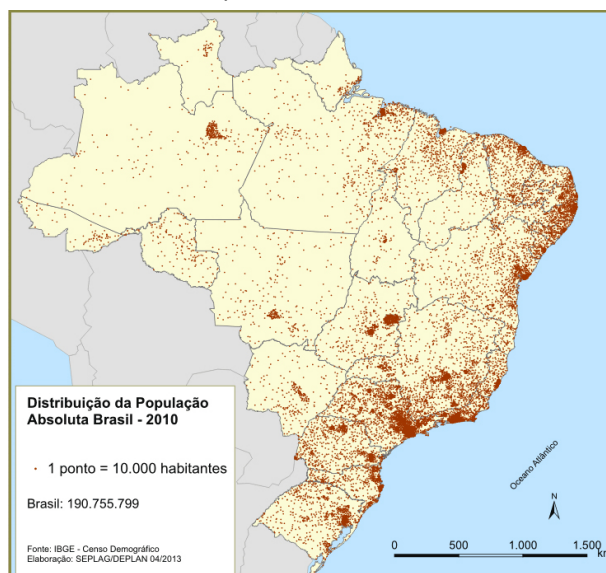 Distribuição da População
Absoluta Brasil - 2010
1 ponto = 10.000 habitantes
Brasil: 190.755.799
Fonte: IBGE - Censo Demográfico
Elaboração: SEPLAG/DEPLAN 04/2013
Oceano Atlântico
N
0 500 1.000 1.500
km